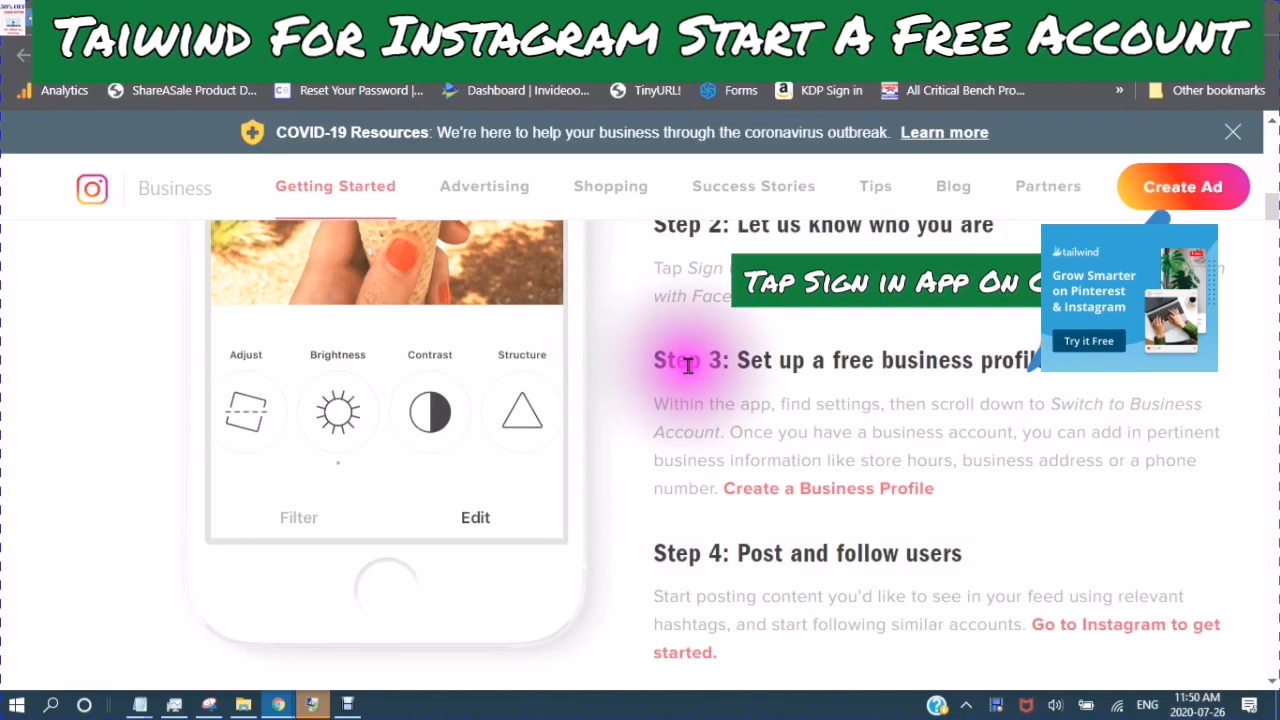 TAIWIND FOR INSTAGRAM START A FREE ACCOUNT
Analytics
ShareASale Product D...
Reset Your Password |...
Dashboard | Invideoo...
TinyURL!
Forms
KDP Sign in
All Critical Bench Pro...
»
Other bookmarks
COVID-19 Resources: We're here to help your business through the coronavirus outbreak. Learn more
Business
Getting Started
Advertising
Shopping
Success Stories
Tips
Blog
Partners
Create Ad
Step 2: Let us know who you are
Tap Sign
with Fac
TAP SIGN IN APP ON
tailwind
Grow Smarter
on Pinterest
& Instagram
Try it Free
Adjust
Brightness
Contrast
Structure
Filter
Edit
Step 3: Set up a free business profil
Within the app, find settings, then scroll down to Switch to Business
Account. Once you have a business account, you can add in pertinent
business information like store hours, business address or a phone
number. Create a Business Profile
Step 4: Post and follow users
Start posting content you'd like to see in your feed using relevant
hashtags, and start following similar accounts. Go to Instagram to get
started.
ENG
11:50 AM
2020-07-26